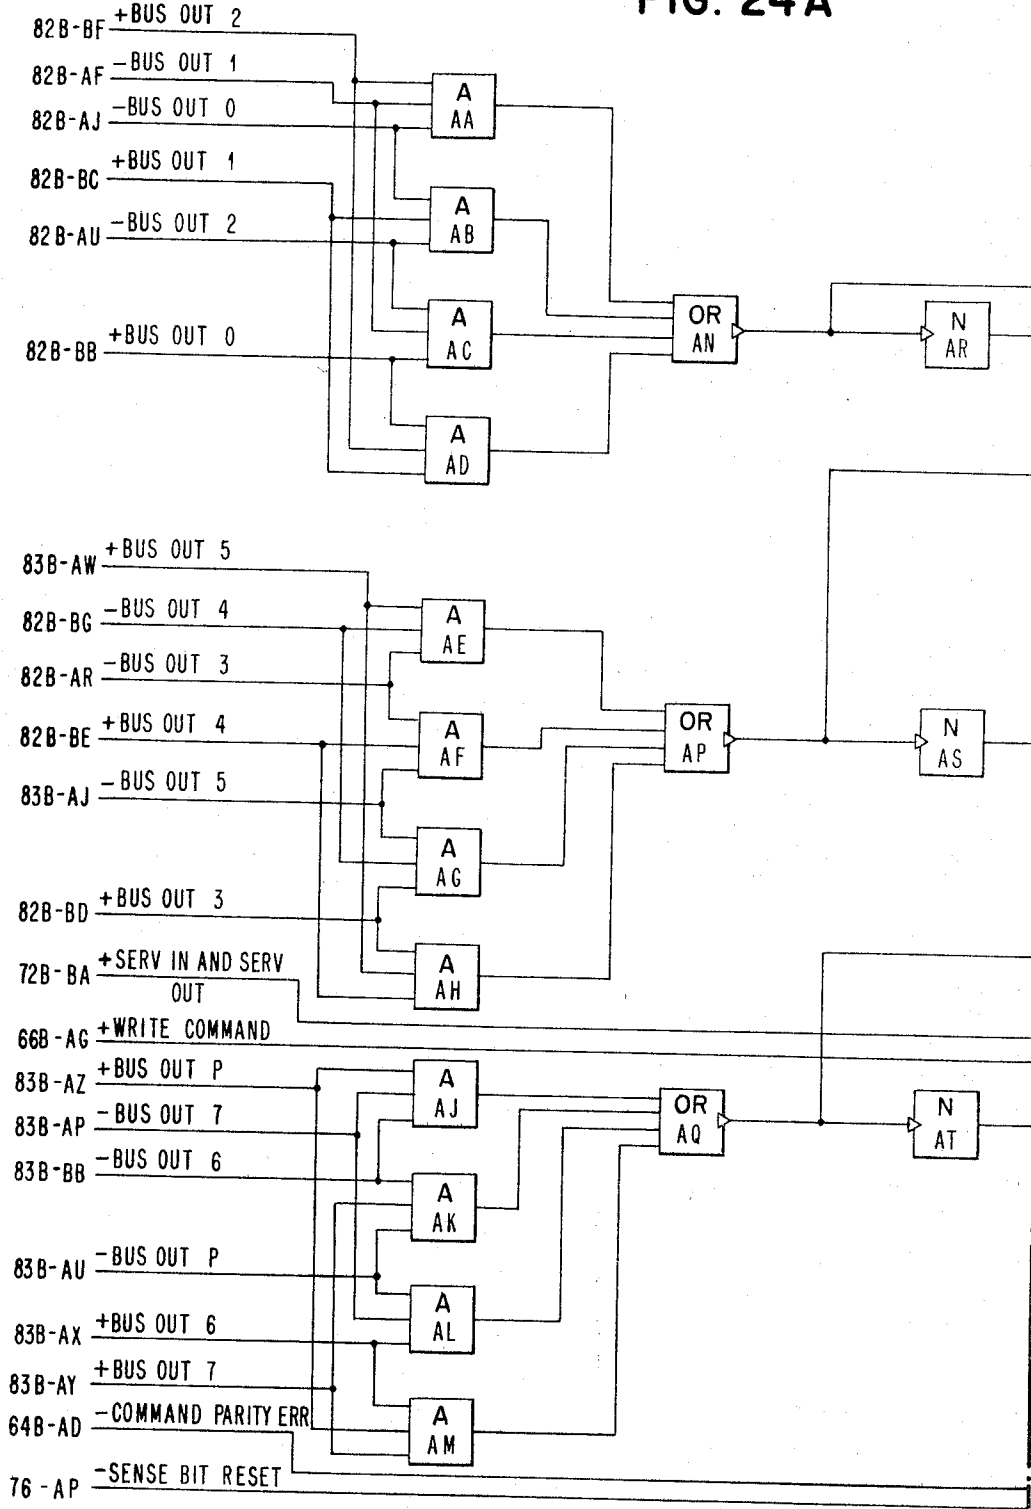 FIG. 24A
82B-BF +BUS OUT 2
82B-AF -BUS OUT 1
82B-AJ -BUS OUT 0
82B-BC +BUS OUT 1
82B-AU -BUS OUT 2
82B-BB +BUS OUT 0
A
AA
A
AB
A
AC
A
AD
OR
AN
N
AR
83B-AW +BUS OUT 5
82B-BG -BUS OUT 4
82B-AR -BUS OUT 3
82B-BE +BUS OUT 4
83B-AJ -BUS OUT 5
82B-BD +BUS OUT 3
A
AE
A
AF
A
AG
A
AH
OR
AP
N
AS
72B-BA +SERV IN AND SERV
OUT
66B-AG +WRITE COMMAND
83B-AZ +BUS OUT P
83B-AP -BUS OUT 7
83B-BB -BUS OUT 6
83B-AU -BUS OUT P
83B-AX +BUS OUT 6
83B-AY +BUS OUT 7
64B-AD -COMMAND PARITY ERR
76-AP -SENSE BIT RESET
A
AJ
A
AK
A
AL
A
AM
OR
AQ
N
AT